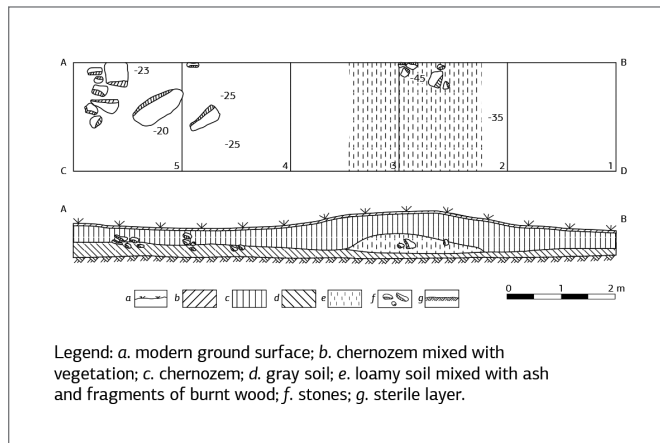 A B
-23
-45
-25
-20
-35
-25
C 5 4 3 2 1 D
A B
a b c d e f g
0 1 2 m
Legend: a. modern ground surface; b. chernozem mixed with
vegetation; c. chernozem; d. gray soil; e. loamy soil mixed with ash
and fragments of burnt wood; f. stones; g. sterile layer.